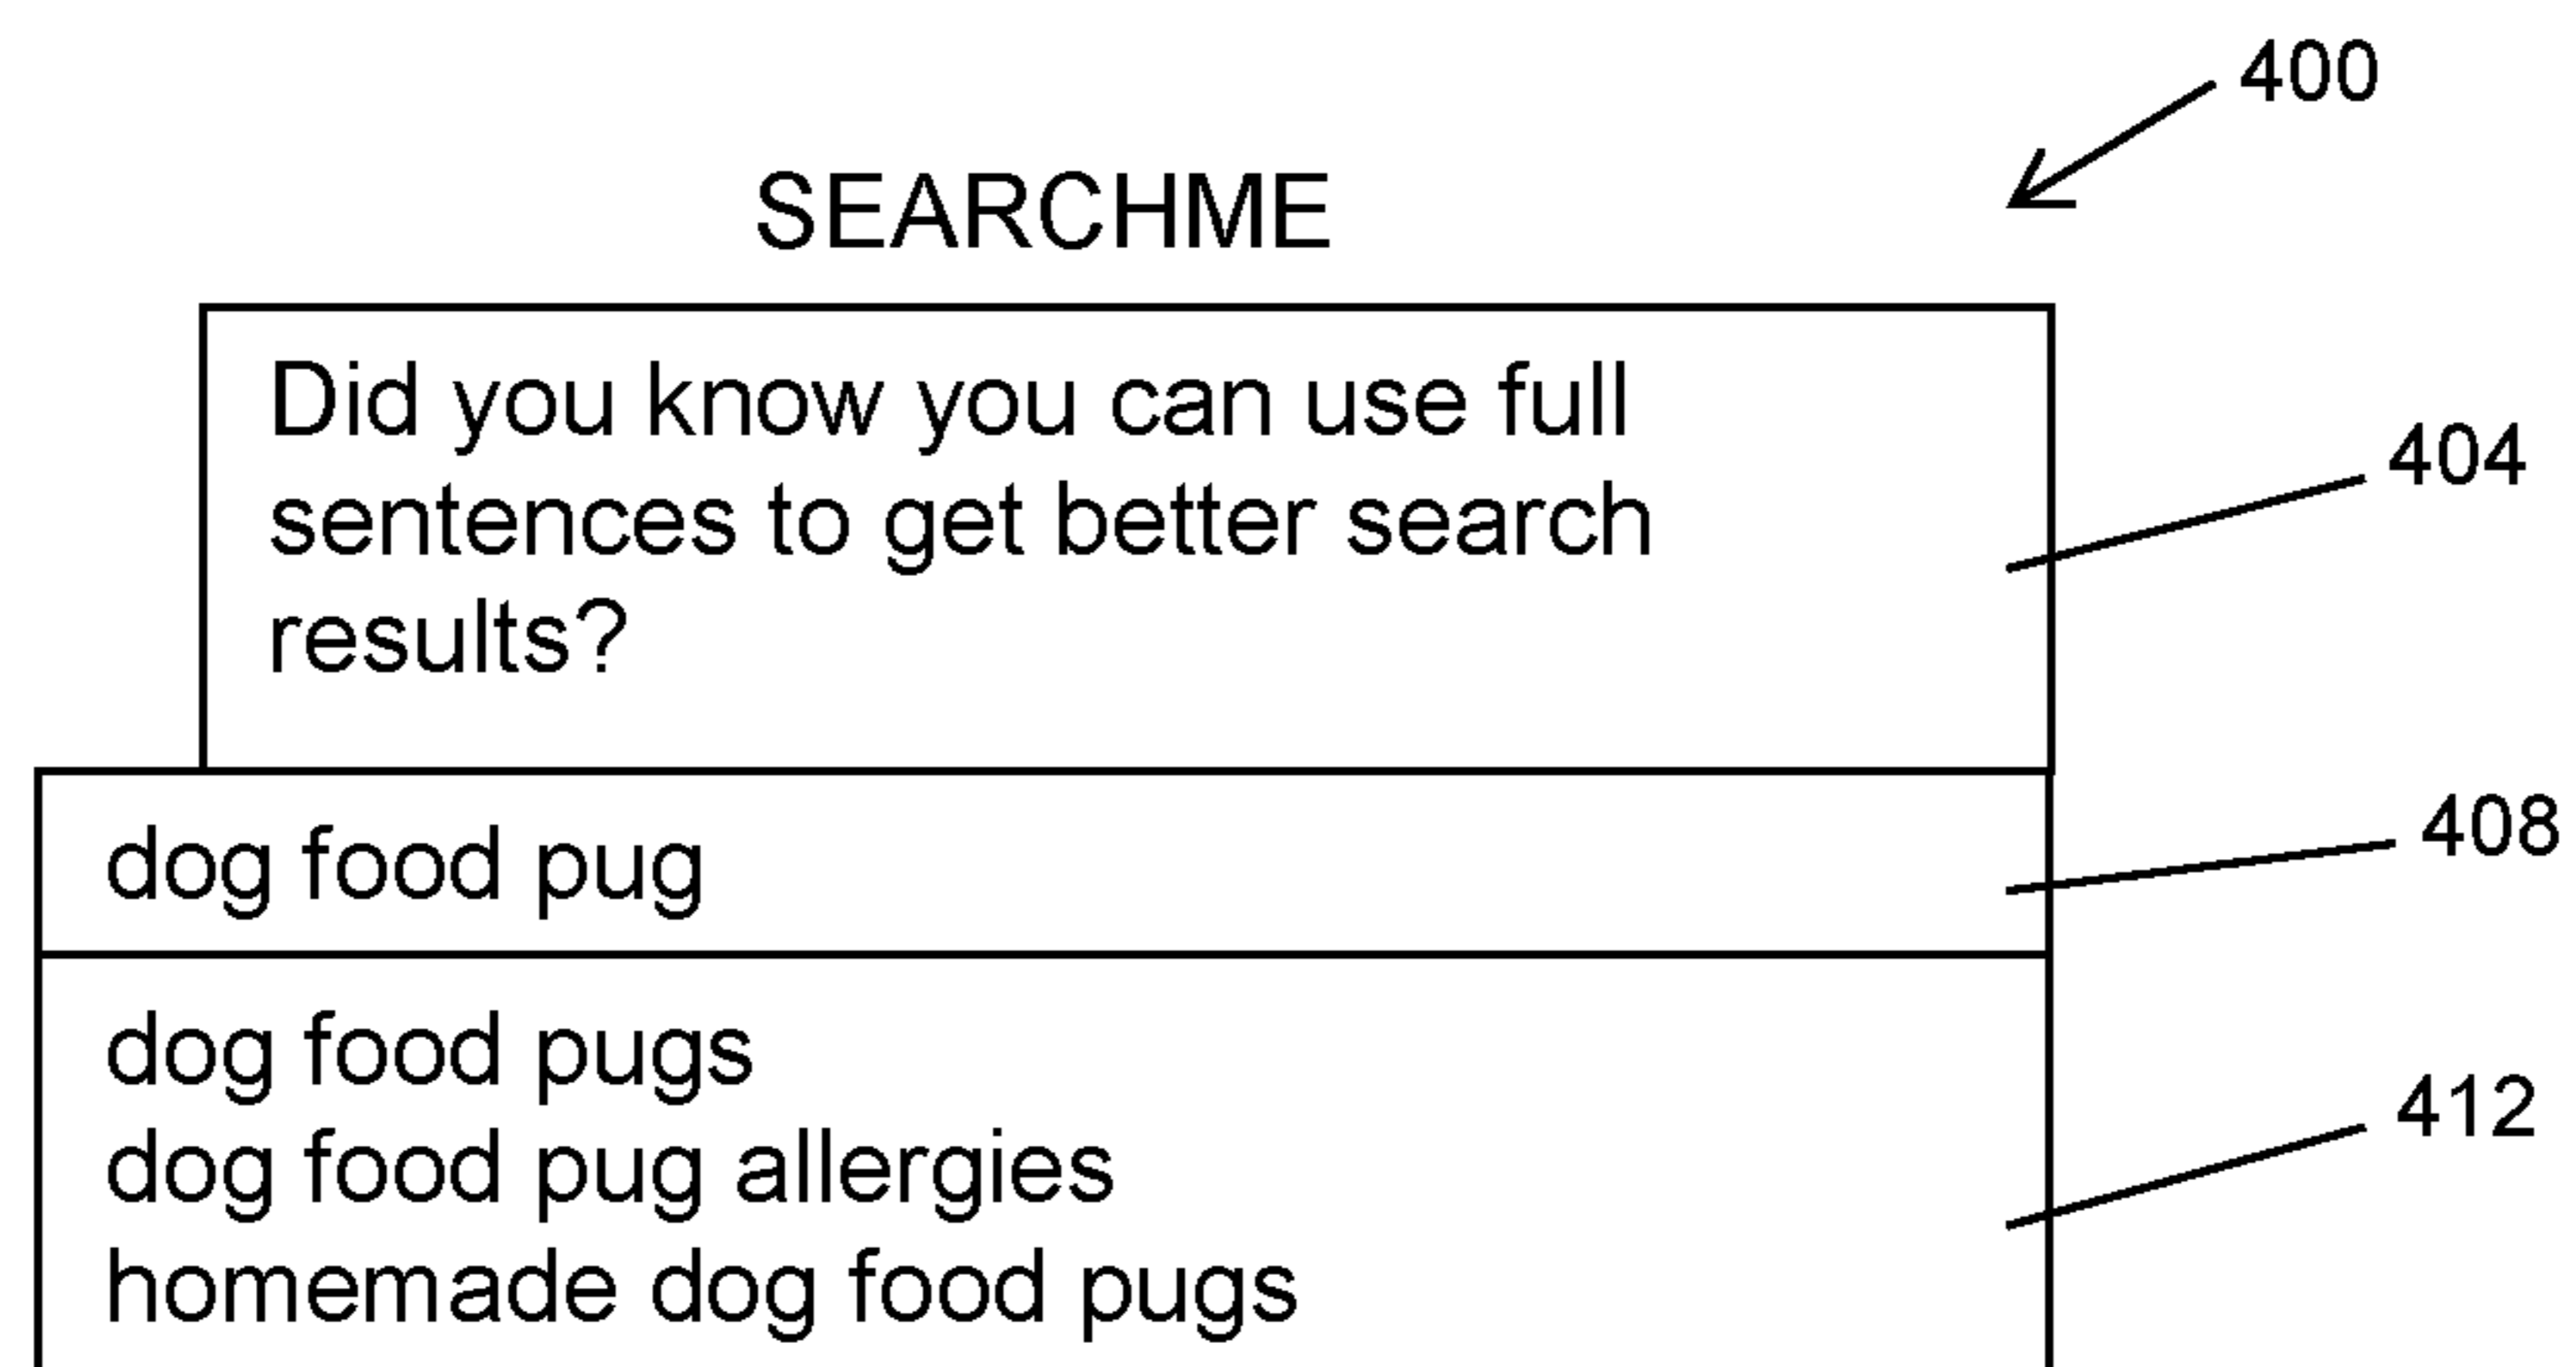 400
SEARCHME
Did you know you can use full
sentences to get better search
results?
404
dog food pug
408
dog food pugs
dog food pug allergies
homemade dog food pugs
412